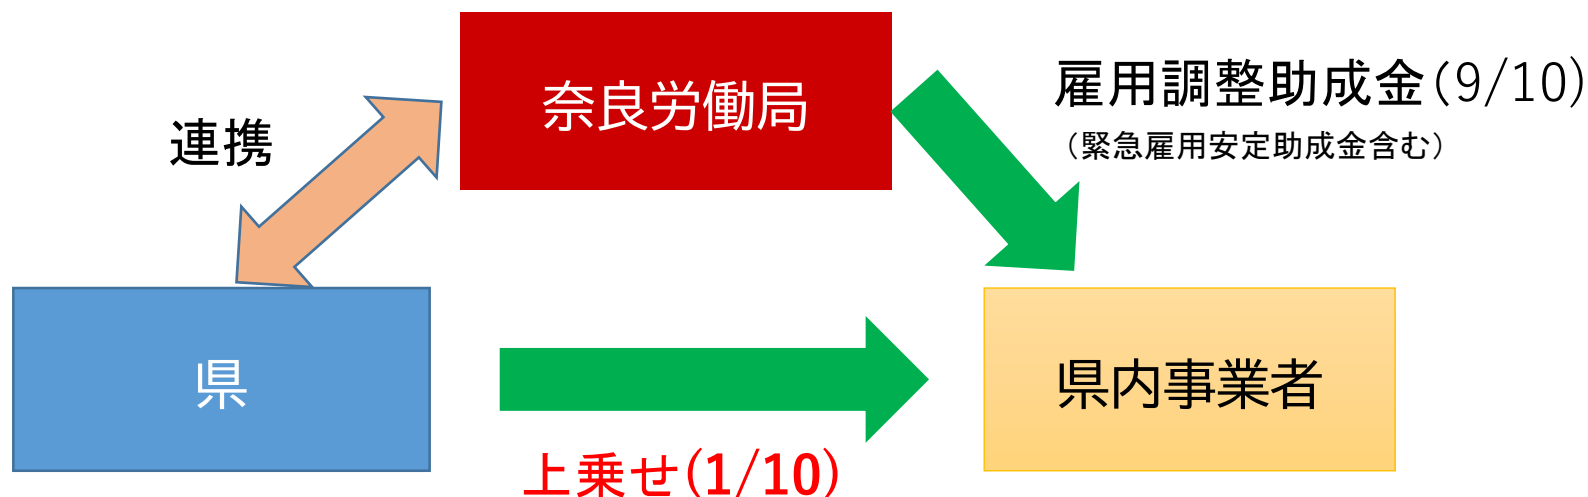 奈良労働局
雇用調整助成金(9/10)
(緊急雇用安定助成金含む)
連携
県
県内事業者
上乗せ(1/10)